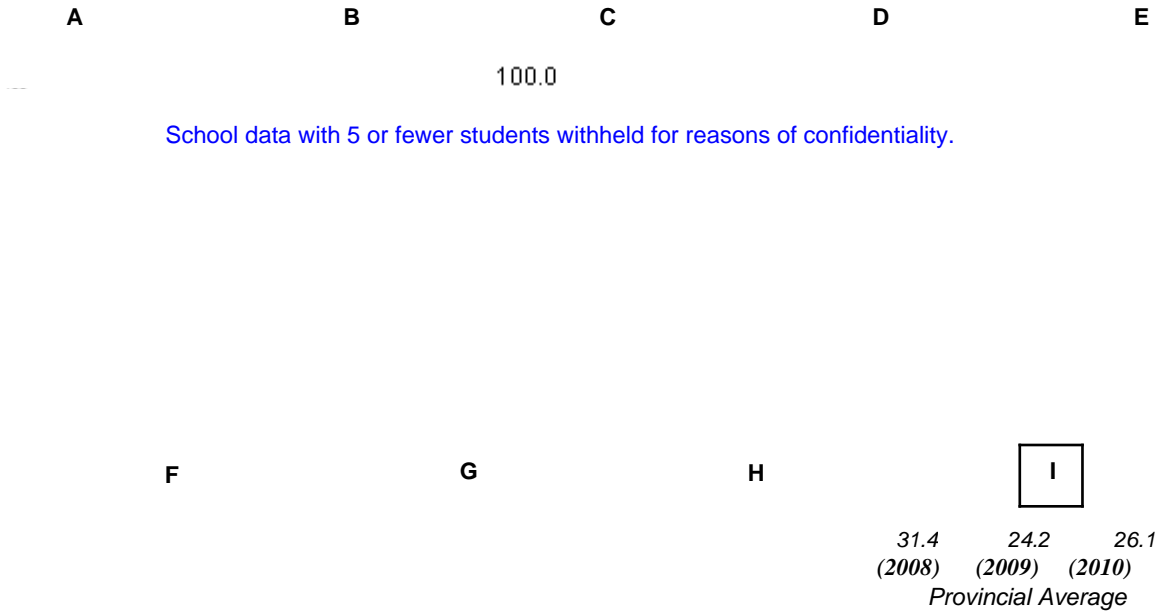 A B C D E
100.0
School data with 5 or fewer students withheld for reasons of confidentiality.
F G H I
31.4 24.2 26.1
(2008) (2009) (2010)
Provincial Average